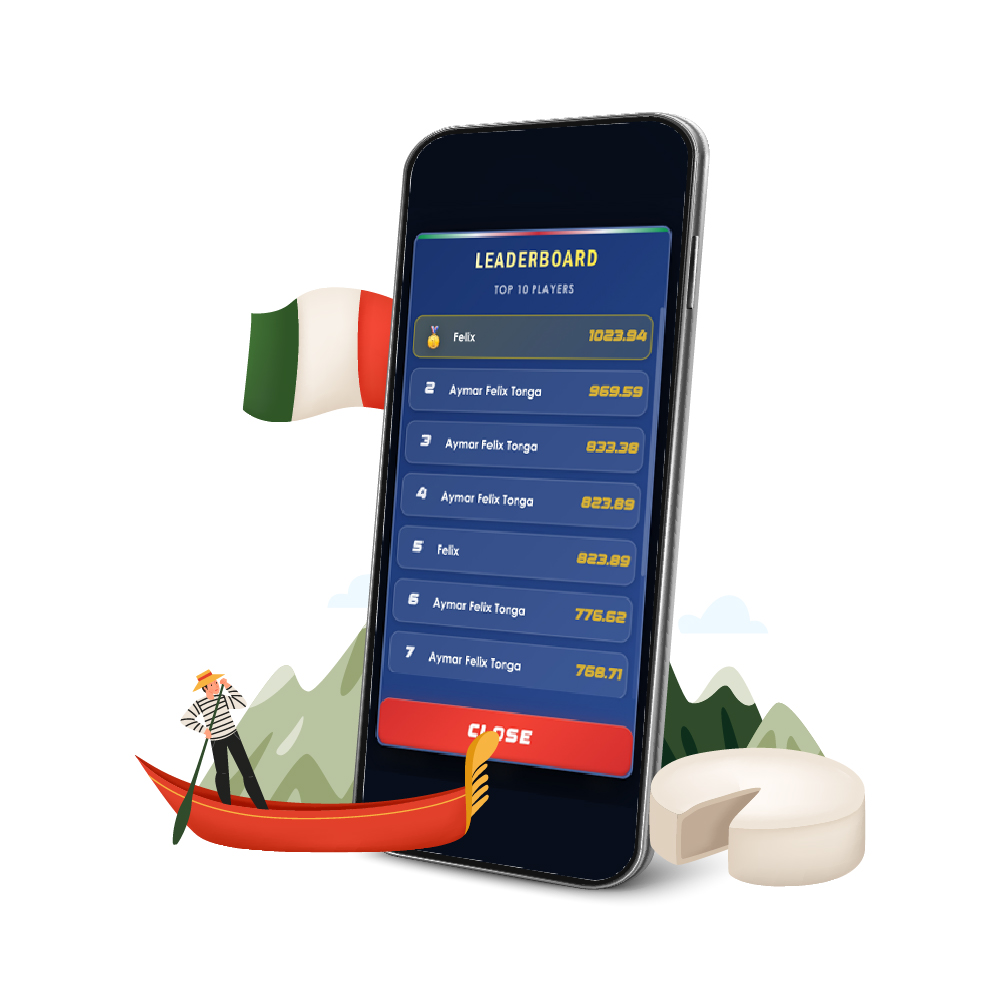 LEADERBOARD
TOP 10 PLAYERS
Felix 1023.94
2 Aymar Felix Tonga 969.59
3 Aymar Felix Tonga 833.38
4 Aymar Felix Tonga 823.89
5 Felix 823.89
6 Aymar Felix Tonga 776.62
7 Aymar Felix Tonga 768.71
CLOSE